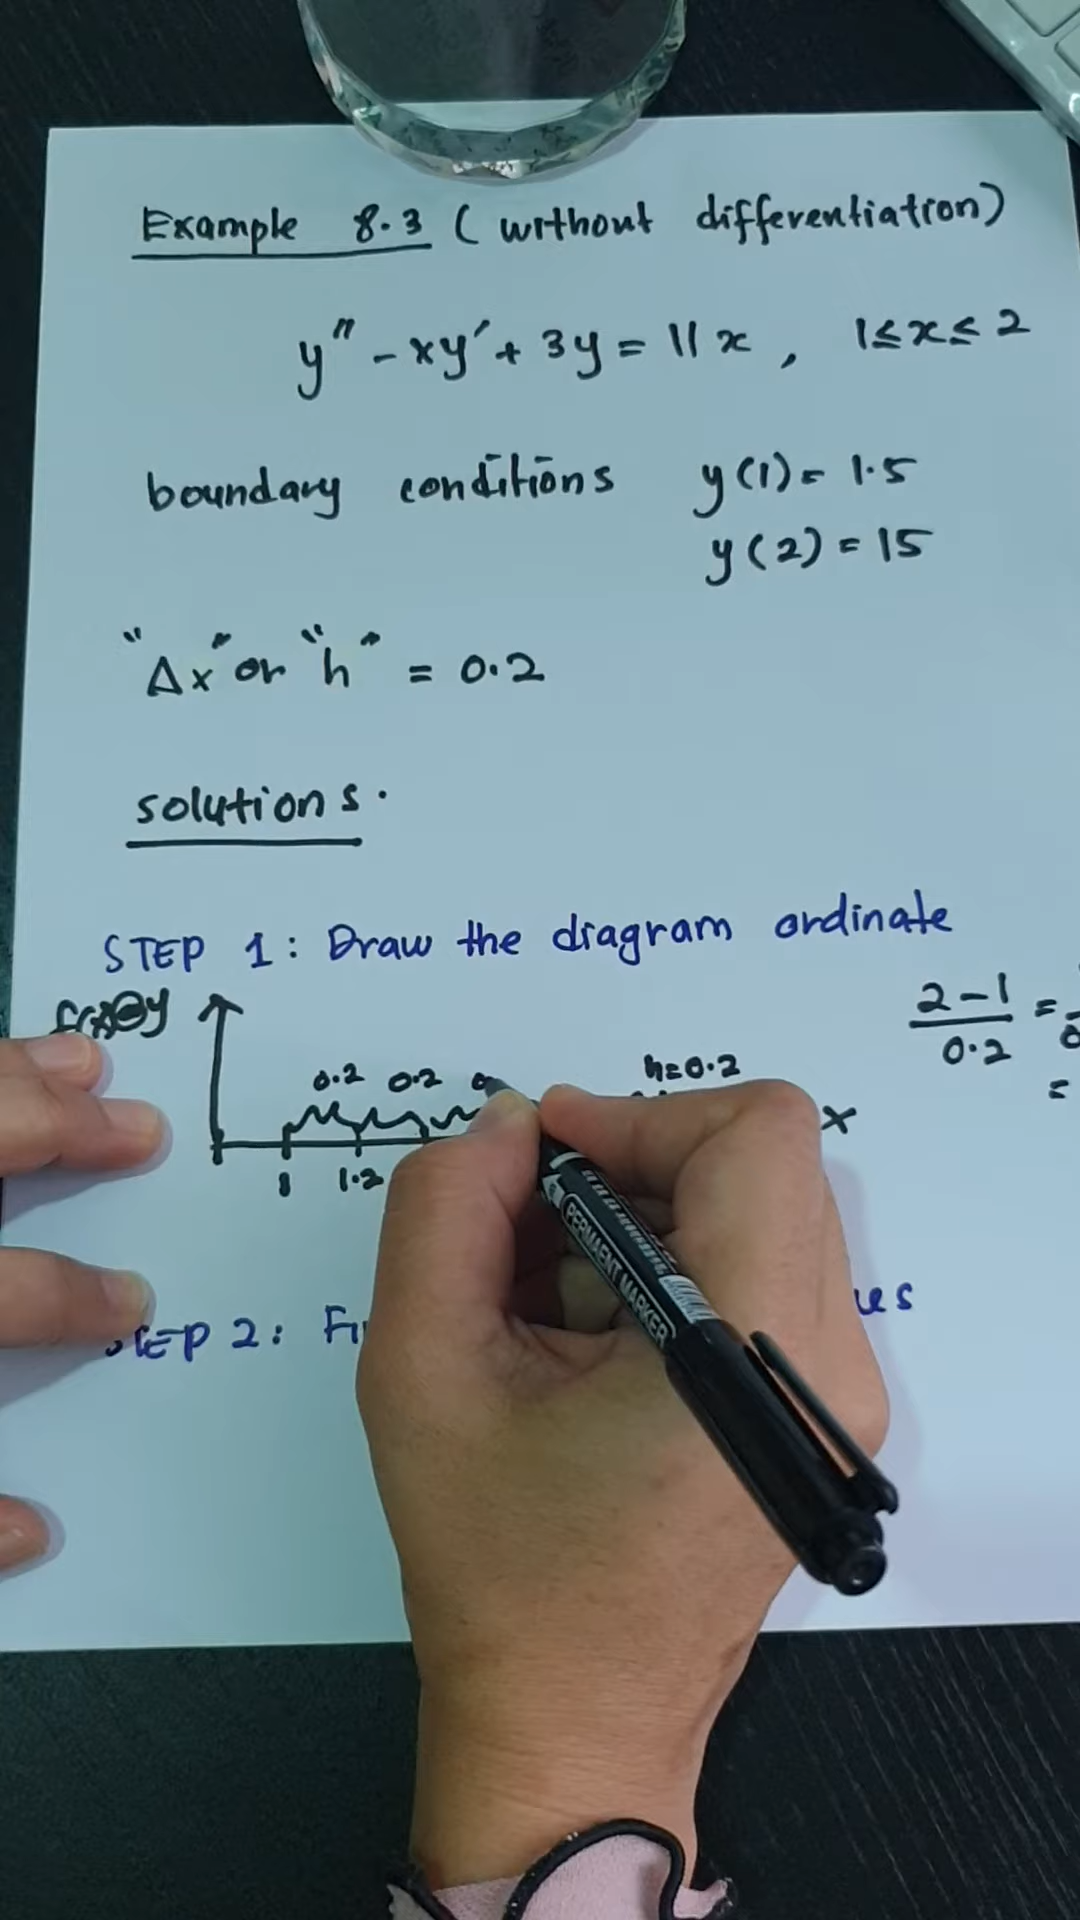 Example 8.3 (without differentiation)
y" - xy' + 3y = 11x , 1≤x≤2
boundary conditions y(1) = 1.5
y(2) = 15
"Δx" or "h" = 0.2
solutions.
STEP 1: Draw the diagram ordinate
y
2-1 =
0.2
=
0.2 0.2 h=0.2
x
1 1.2
STEP 2:
PERMAENT MARKER